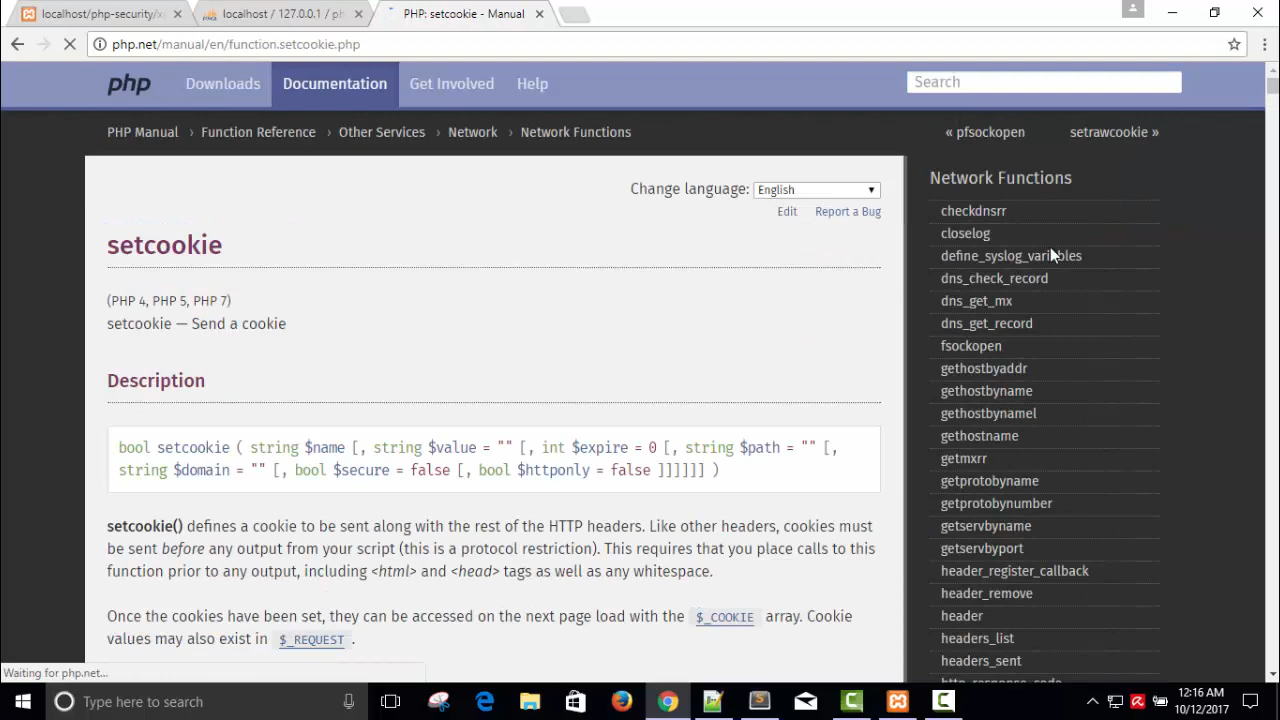 localhost/php-security/x
localhost / 127.0.0.1 / ph
PHP: setcookie - Manual
php.net/manual/en/function.setcookie.php
php
Downloads
Documentation
Get Involved
Help
Search
PHP Manual › Function Reference › Other Services › Network › Network Functions
« pfsockopen
setrawcookie »
Change language: English
Edit
Report a Bug
setcookie
(PHP 4, PHP 5, PHP 7)
setcookie — Send a cookie
Description
bool setcookie ( string $name [, string $value = "" [, int $expire = 0 [, string $path = "" [,
string $domain = "" [, bool $secure = false [, bool $httponly = false ]]]]]] )
setcookie() defines a cookie to be sent along with the rest of the HTTP headers. Like other headers, cookies must
be sent before any output from your script (this is a protocol restriction). This requires that you place calls to this
function prior to any output, including <html> and <head> tags as well as any whitespace.
Once the cookies have been set, they can be accessed on the next page load with the $_COOKIE array. Cookie
values may also exist in $_REQUEST .
Network Functions
checkdnsrr
closelog
define_syslog_variables
dns_check_record
dns_get_mx
dns_get_record
fsockopen
gethostbyaddr
gethostbyname
gethostbynamel
gethostname
getmxrr
getprotobyname
getprotobynumber
getservbyname
getservbyport
header_register_callback
header_remove
header
headers_list
headers_sent
http_response_code
Waiting for php.net...
Type here to search
12:16 AM
10/12/2017